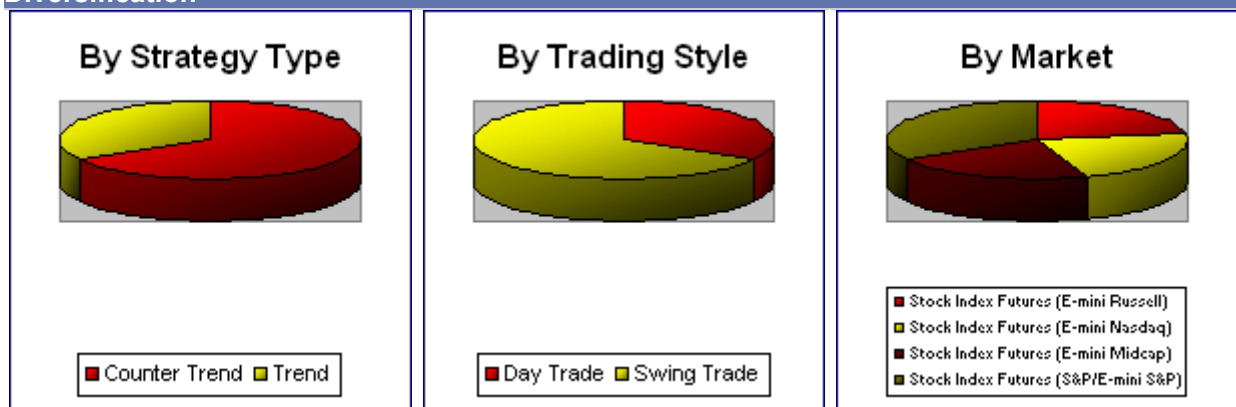 Diversification
By Strategy Type
Counter Trend
Trend
By Trading Style
Day Trade
Swing Trade
By Market
Stock Index Futures (E-mini Russell)
Stock Index Futures (E-mini Nasdaq)
Stock Index Futures (E-mini Midcap)
Stock Index Futures (S&P/E-mini S&P)